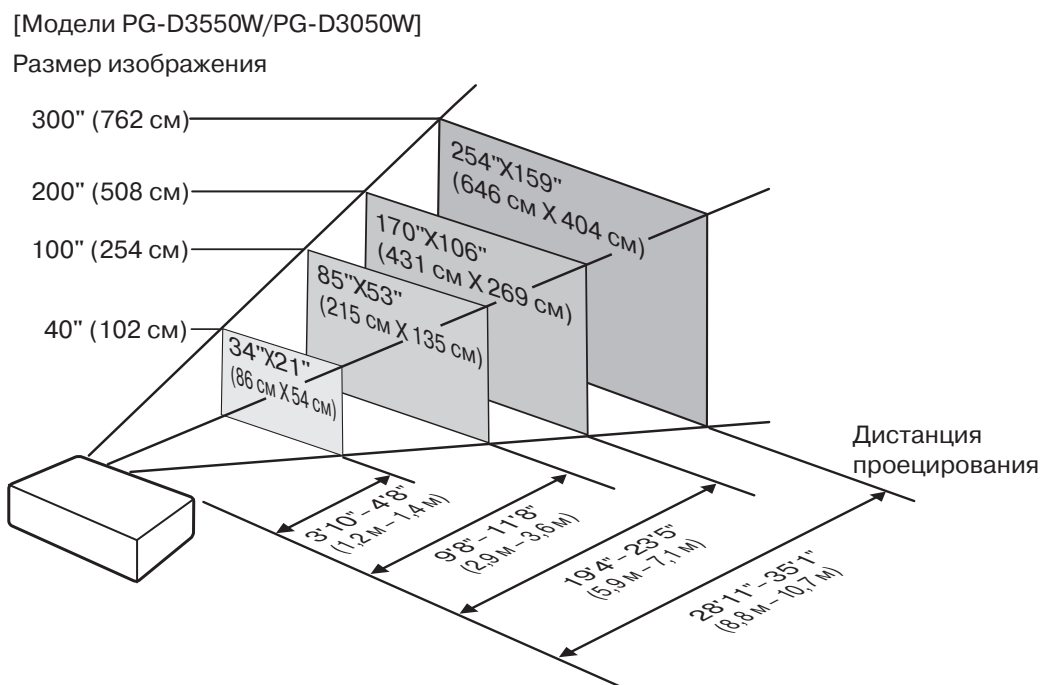 [Модели PG-D3550W/PG-D3050W]
Размер изображения
300" (762 см)
254"X159"
(646 см X 404 см)
200" (508 см)
170"X106"
(431 см X 269 см)
100" (254 см)
85"X53"
(215 см X 135 см)
40" (102 см)
34"X21"
(86 см X 54 см)
Дистанция
проецирования
3'10"– 4'8"
(1,2 м – 1,4 м)
9'8"– 11'8"
(2,9 м – 3,6 м)
19'4"– 23'5"
(5,9 м – 7,1 м)
28'11"– 35'1"
(8,8 м – 10,7 м)